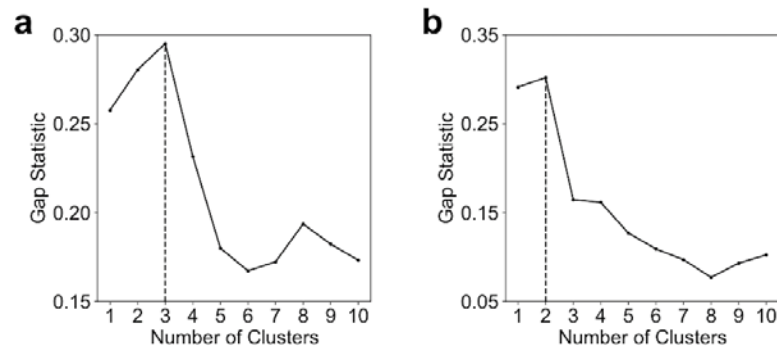 a
0.30
0.25
0.20
0.15
Gap Statistic
1 2 3 4 5 6 7 8 9 10
Number of Clusters
b
0.35
0.25
0.15
0.05
Gap Statistic
1 2 3 4 5 6 7 8 9 10
Number of Clusters